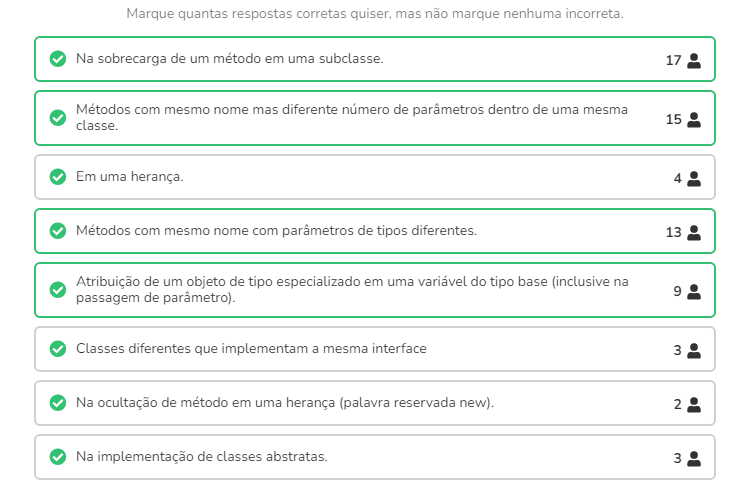 Marque quantas respostas corretas quiser, mas não marque nenhuma incorreta.
Na sobrecarga de um método em uma subclasse.
17
Métodos com mesmo nome mas diferente número de parâmetros dentro de uma mesma
classe.
15
Em uma herança.
4
Métodos com mesmo nome com parâmetros de tipos diferentes.
13
Atribuição de um objeto de tipo especializado em uma variável do tipo base (inclusive na
passagem de parâmetro).
9
Classes diferentes que implementam a mesma interface
3
Na ocultação de método em uma herança (palavra reservada new).
2
Na implementação de classes abstratas.
3